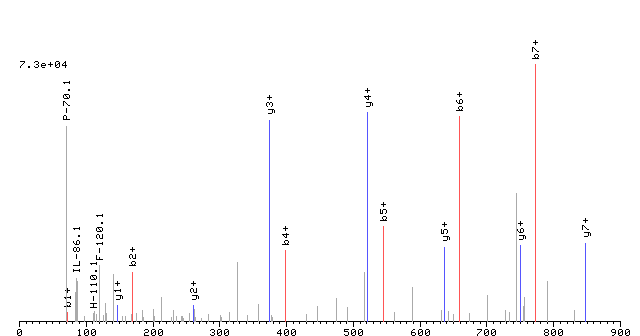 7.3e+04
P-70.1
b1+
IL-86.1
H-110.1
F-120.1
y1+
b2+
y2+
y3+
b4+
y4+
b5+
y5+
b6+
y6+
b7+
y7+
0 100 200 300 400 500 600 700 800 900